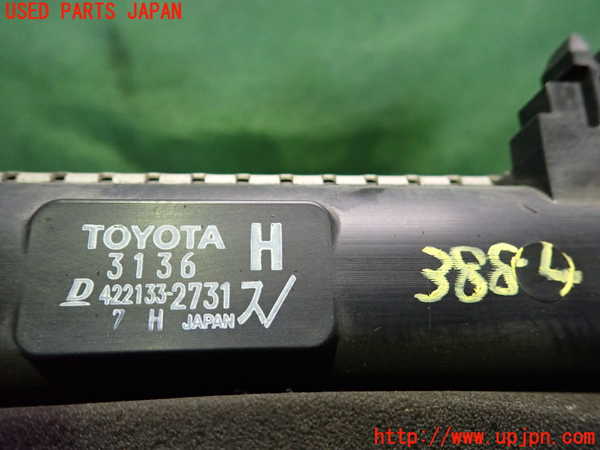 USED PARTS JAPAN
TOYOTA H
3136
D 422133-2731 ス
7 H JAPAN
388-4
http://www.upjpn.com/